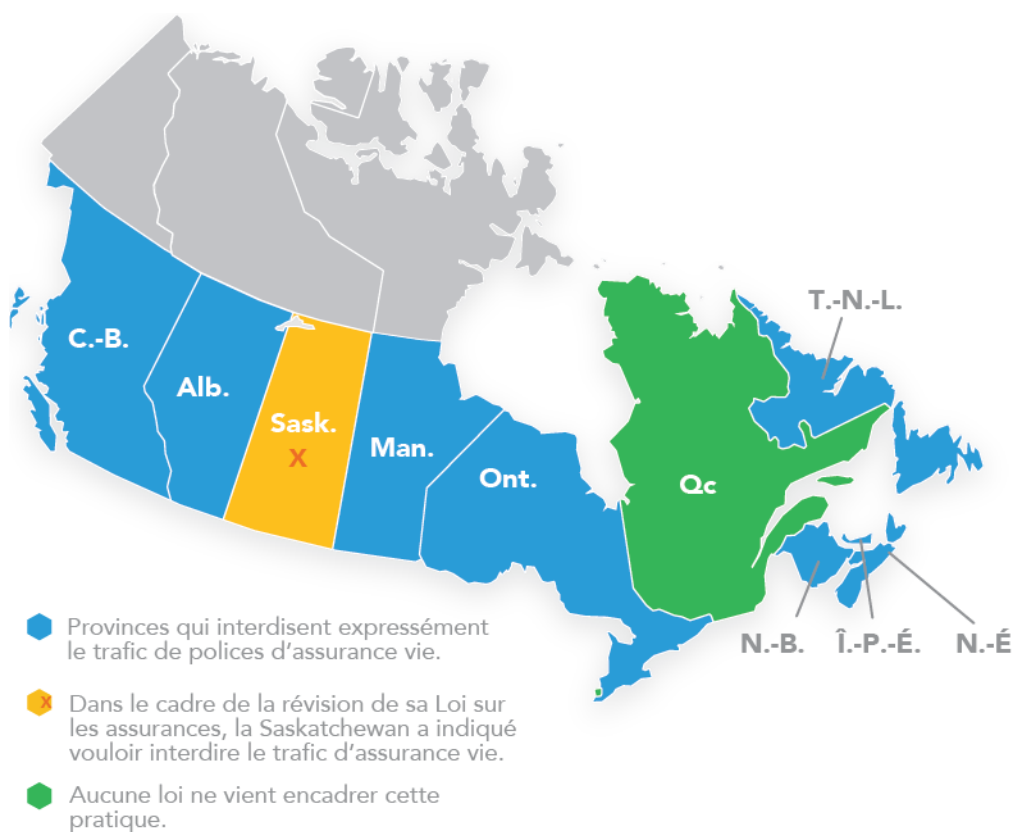 T.-N.-L.
C.-B.
Alb.
Sask.
X
Man.
Ont.
Qc
N.-B.
Î.-P.-É.
N.-É
Provinces qui interdisent expressément
le trafic de polices d’assurance vie.
X
Dans le cadre de la révision de sa Loi sur
les assurances, la Saskatchewan a indiqué
vouloir interdire le trafic d’assurance vie.
Aucune loi ne vient encadrer cette
pratique.